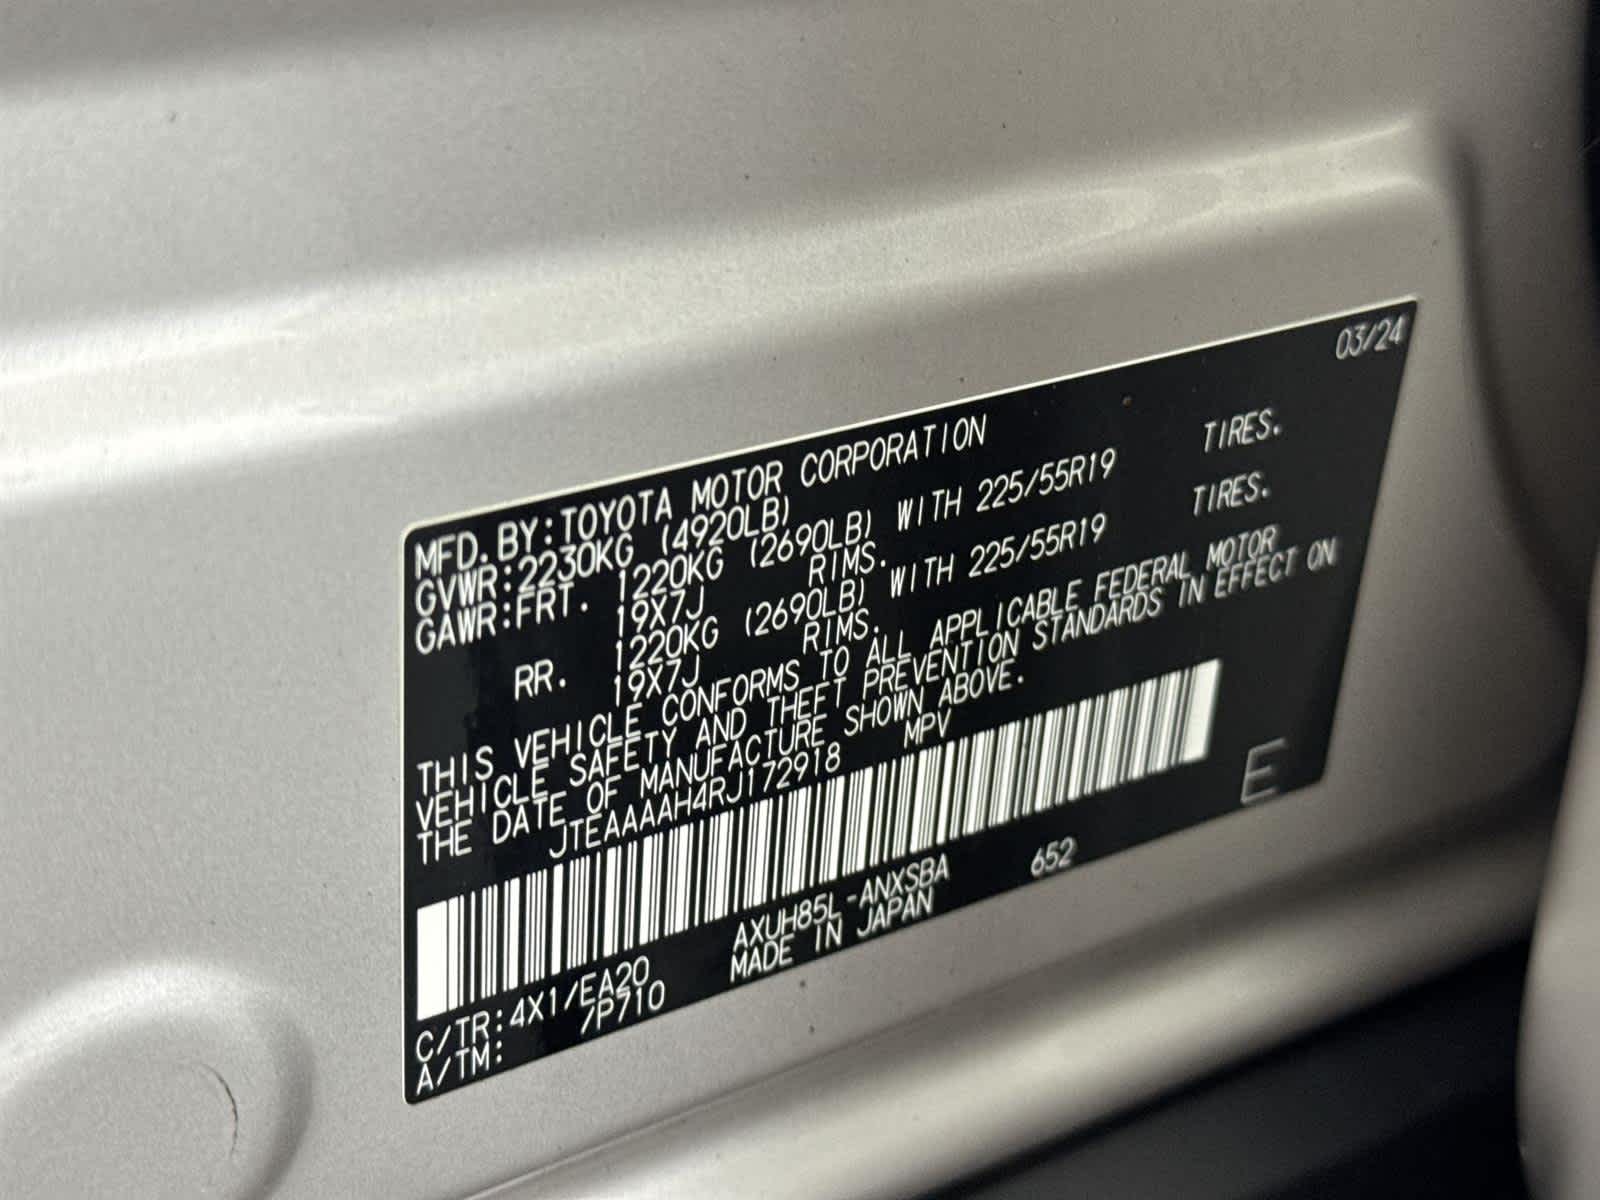 03/24
MFD. BY:TOYOTA MOTOR CORPORATION
GVWR:2230KG (4920LB)
GAWR:FRT. 1220KG (2690LB) WITH 225/55R19 TIRES.
19X7J RIMS.
RR. 1220KG (2690LB) WITH 225/55R19 TIRES.
19X7J RIMS.
THIS VEHICLE CONFORMS TO ALL APPLICABLE FEDERAL MOTOR
VEHICLE SAFETY AND THEFT PREVENTION STANDARDS IN EFFECT ON
THE DATE OF MANUFACTURE SHOWN ABOVE.
JTEAAAAH4RJ172918 MPV
E
C/TR:4X1/EA20 AXUH85L-ANXSBA 652
A/TM: /P710 MADE IN JAPAN